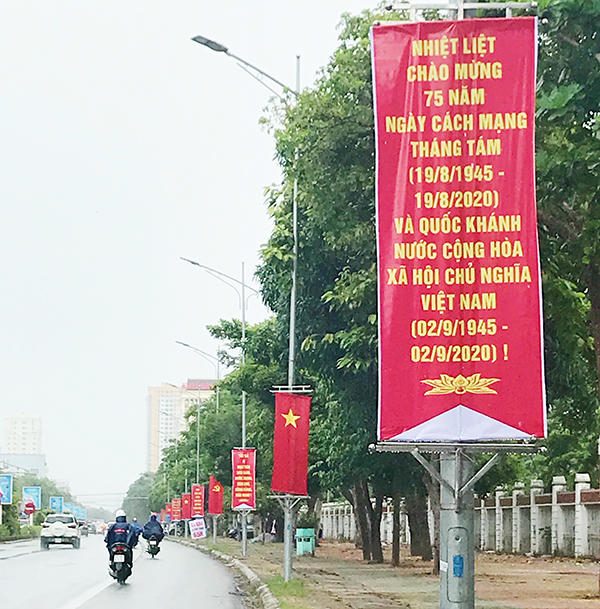 NHIỆT LIỆT
CHÀO MỪNG
75 NĂM
NGÀY CÁCH MẠNG
THÁNG TÁM
(19/8/1945 -
19/8/2020)
VÀ QUỐC KHÁNH
NƯỚC CỘNG HÒA
XÃ HỘI CHỦ NGHĨA
VIỆT NAM
(02/9/1945 -
02/9/2020) !